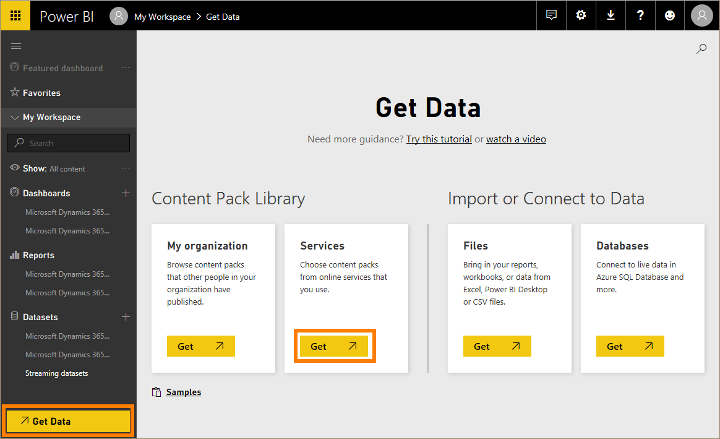 Power BI My Workspace > Get Data ?
Featured dashboard ...
Favorites
My Workspace
Search
Show: All content ...
Dashboards +
Microsoft Dynamics 365...
Microsoft Dynamics 365...
Reports
Microsoft Dynamics 365...
Microsoft Dynamics 365...
Datasets +
Microsoft Dynamics 365...
Microsoft Dynamics 365...
Streaming datasets
Get Data
Get Data
Need more guidance? Try this tutorial or watch a video
Content Pack Library
My organization
Browse content packs
that other people in your
organization have
published.
Get
Services
Choose content packs
from online services that
you use.
Get
Samples
Import or Connect to Data
Files
Bring in your reports,
workbooks, or data from
Excel, Power BI Desktop
or CSV files.
Get
Databases
Connect to live data in
Azure SQL Database and
more.
Get